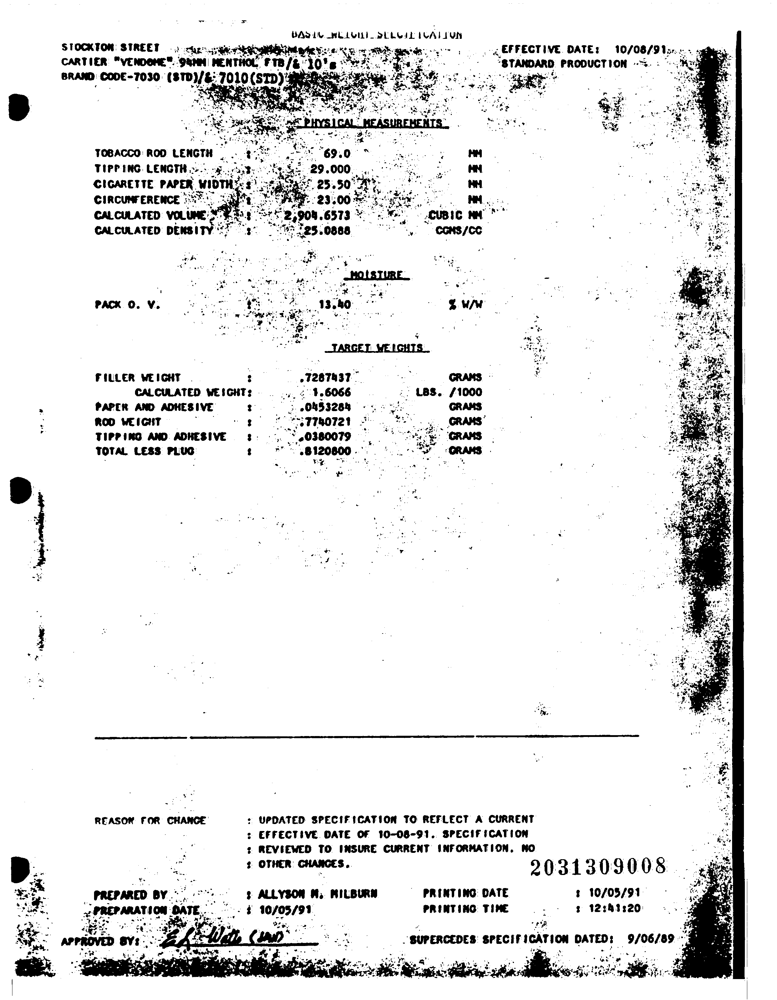 BASIC WEIGHT SPECIFICATION
STOCKTON STREET EFFECTIVE DATE: 10/08/91
CARTIER "VENDOME" 94MM MENTHOL FTB/& 10's STANDARD PRODUCTION
BRAND CODE-7030 (STD)/& 7010(STD)
PHYSICAL MEASUREMENTS
TOBACCO ROD LENGTH : 69.0 MM
TIPPING LENGTH : 29.000 MM
CIGARETTE PAPER WIDTH : 25.50 MM
CIRCUMFERENCE : 23.00 MM
CALCULATED VOLUME : 2,904.6573 CUBIC MM
CALCULATED DENSITY : 25.0888 CGMS/CC
MOISTURE
PACK O. V. : 13.40 % W/W
TARGET WEIGHTS
FILLER WEIGHT : .7287437 GRAMS
CALCULATED WEIGHT: 1.6066 LBS. /1000
PAPER AND ADHESIVE : .0453284 GRAMS
ROD WEIGHT : .7740721 GRAMS
TIPPING AND ADHESIVE : .0380079 GRAMS
TOTAL LESS PLUG : .8120800 GRAMS
REASON FOR CHANGE : UPDATED SPECIFICATION TO REFLECT A CURRENT
: EFFECTIVE DATE OF 10-08-91. SPECIFICATION
: REVIEWED TO INSURE CURRENT INFORMATION. NO
: OTHER CHANGES.
2031309008
PREPARED BY : ALLYSON M. MILBURN PRINTING DATE : 10/05/91
PREPARATION DATE : 10/05/91 PRINTING TIME : 12:41:20
APPROVED BY: SUPERCEDES SPECIFICATION DATED: 9/06/89